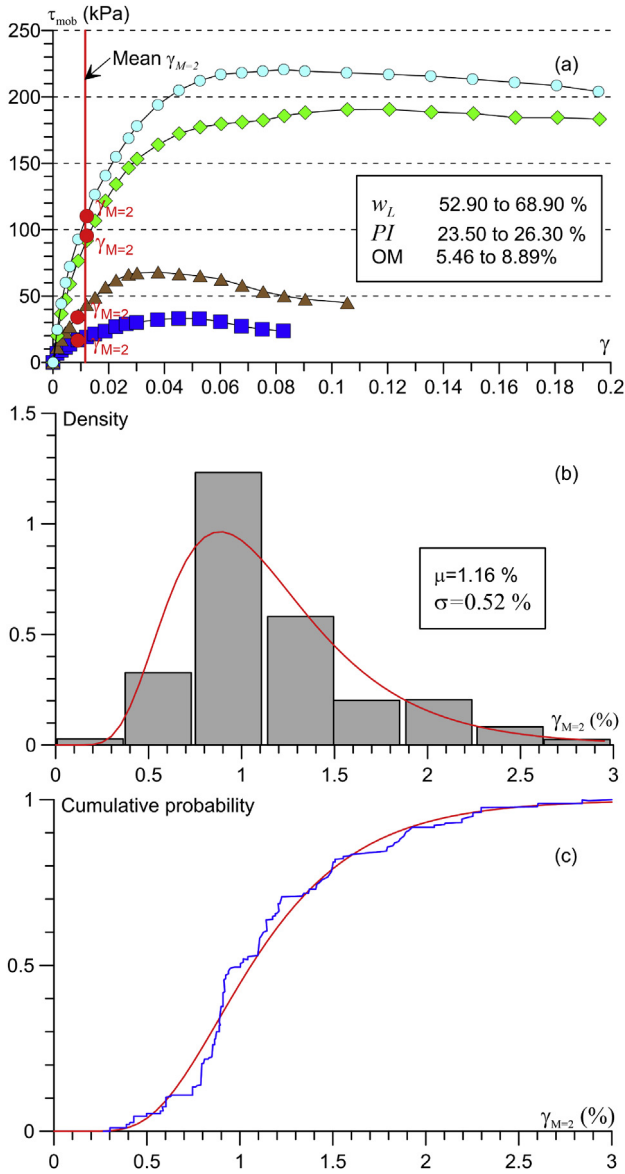 τmob (kPa)
250
(a)
Mean γM=2
200
150
wL 52.90 to 68.90 %
γM=2
PI 23.50 to 26.30 %
100
γM=2
OM 5.46 to 8.89%
50
γM=2
γM=2
γ
0
0 0.02 0.04 0.06 0.08 0.1 0.12 0.14 0.16 0.18 0.2
Density
1.5
(b)
1
μ=1.16 %
σ=0.52 %
0.5
γM=2 (%)
0
0 0.5 1 1.5 2 2.5 3
1
Cumulative probability
(c)
0.5
γM=2 (%)
0
0 0.5 1 1.5 2 2.5 3